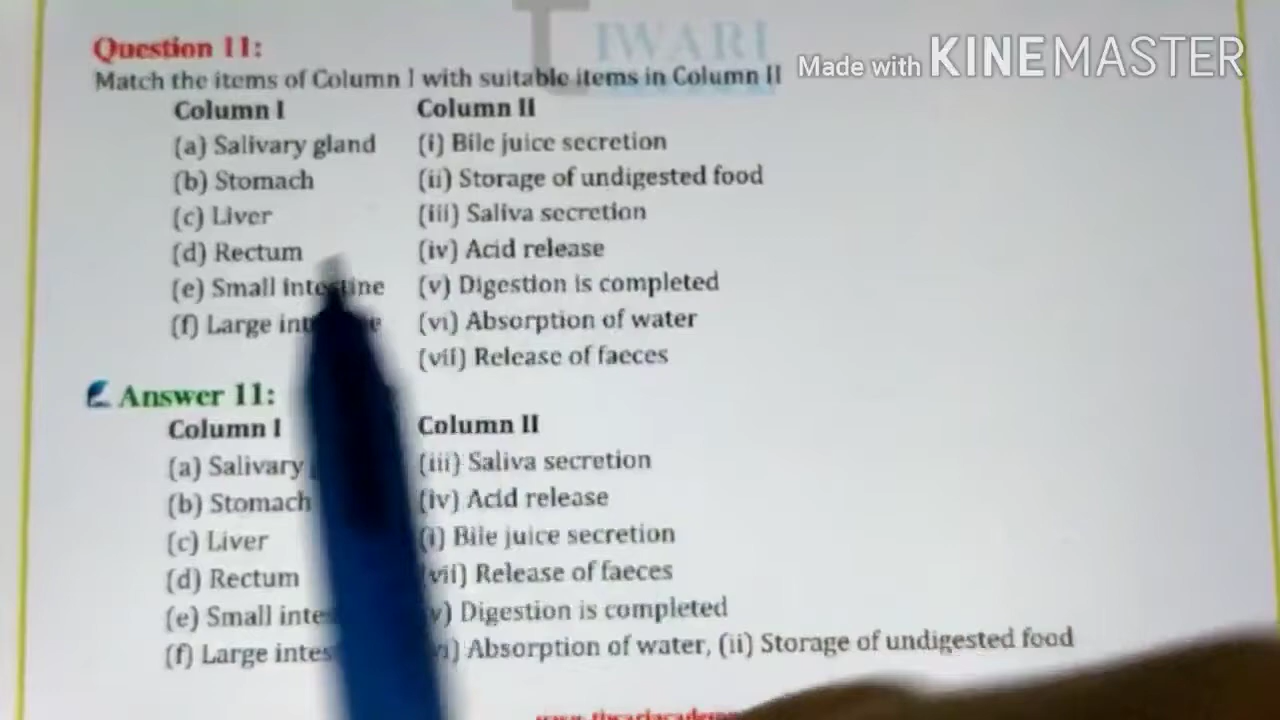 IWARI
Made with KINEMASTER
Question 11:
Match the items of Column I with suitable items in Column II
Column I Column II
(a) Salivary gland (i) Bile juice secretion
(b) Stomach (ii) Storage of undigested food
(c) Liver (iii) Saliva secretion
(d) Rectum (iv) Acid release
(e) Small intestine (v) Digestion is completed
(f) Large (vi) Absorption of water
(vii) Release of faeces
Answer 11:
Column I Column II
(a) Salivary (iii) Saliva secretion
(b) Stomach (iv) Acid release
(c) Liver (i) Bile juice secretion
(d) Rectum vii) Release of faeces
(e) Small v) Digestion is completed
(f) Large vi) Absorption of water, (ii) Storage of undigested food